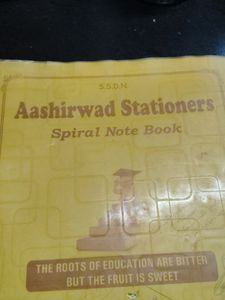 S.S.D.N.
Aashirwad Stationers
Spiral Note Book
THE ROOTS OF EDUCATION ARE BITTER
BUT THE FRUIT IS SWEET